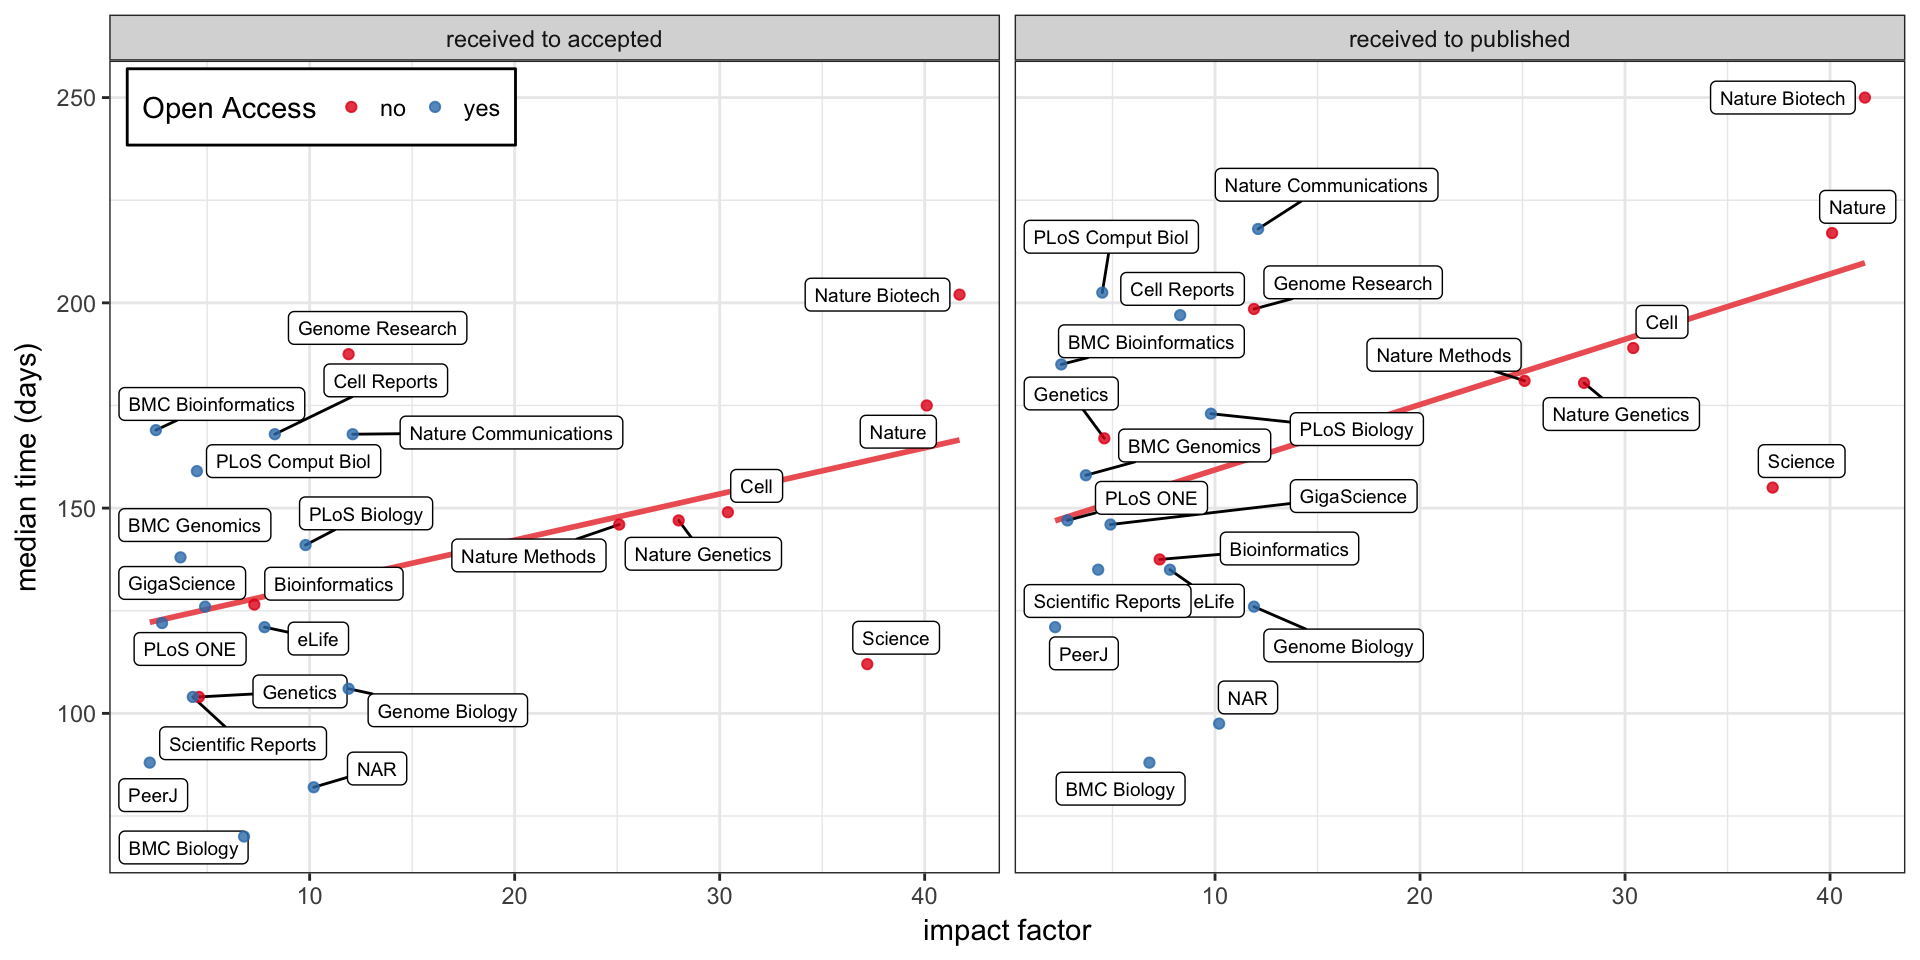 received to accepted
received to published
Open Access no yes
median time (days)
250
200
150
100
Nature Biotech
Genome Research
Cell Reports
BMC Bioinformatics
Nature Communications
Nature
PLoS Comput Biol
Cell
PLoS Biology
BMC Genomics
Nature Methods
Nature Genetics
GigaScience
Bioinformatics
PLoS ONE
eLife
Science
Genetics
Genome Biology
Scientific Reports
NAR
PeerJ
BMC Biology
10 20 30 40
Nature Biotech
Nature Communications
Nature
PLoS Comput Biol
Cell Reports
Genome Research
Cell
BMC Bioinformatics
Nature Methods
Genetics
Nature Genetics
PLoS Biology
BMC Genomics
Science
PLoS ONE
GigaScience
Bioinformatics
Scientific Reports
eLife
Genome Biology
PeerJ
NAR
BMC Biology
10 20 30 40
impact factor